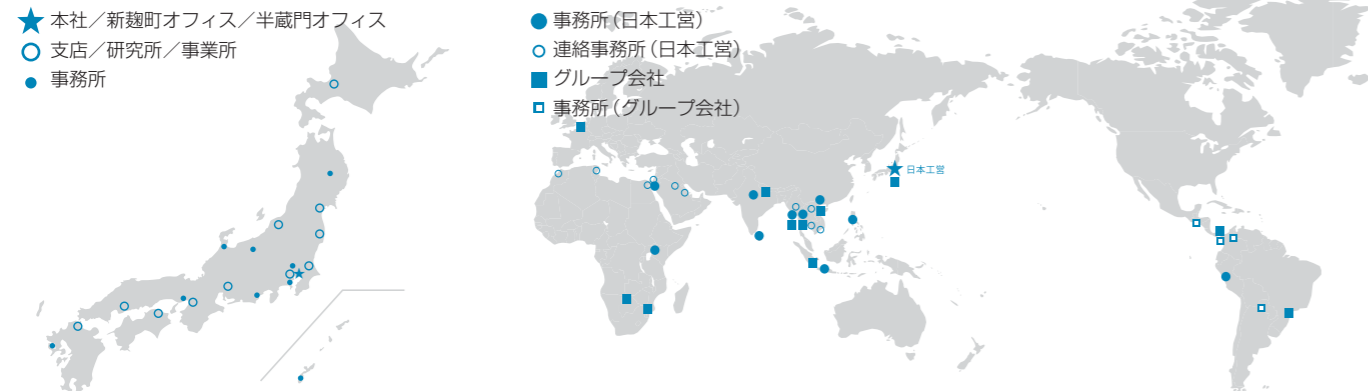 本社／新麹町オフィス／半蔵門オフィス
支店／研究所／事業所
事務所
事務所（日本工営）
連絡事務所（日本工営）
グループ会社
事務所（グループ会社）
日本工営